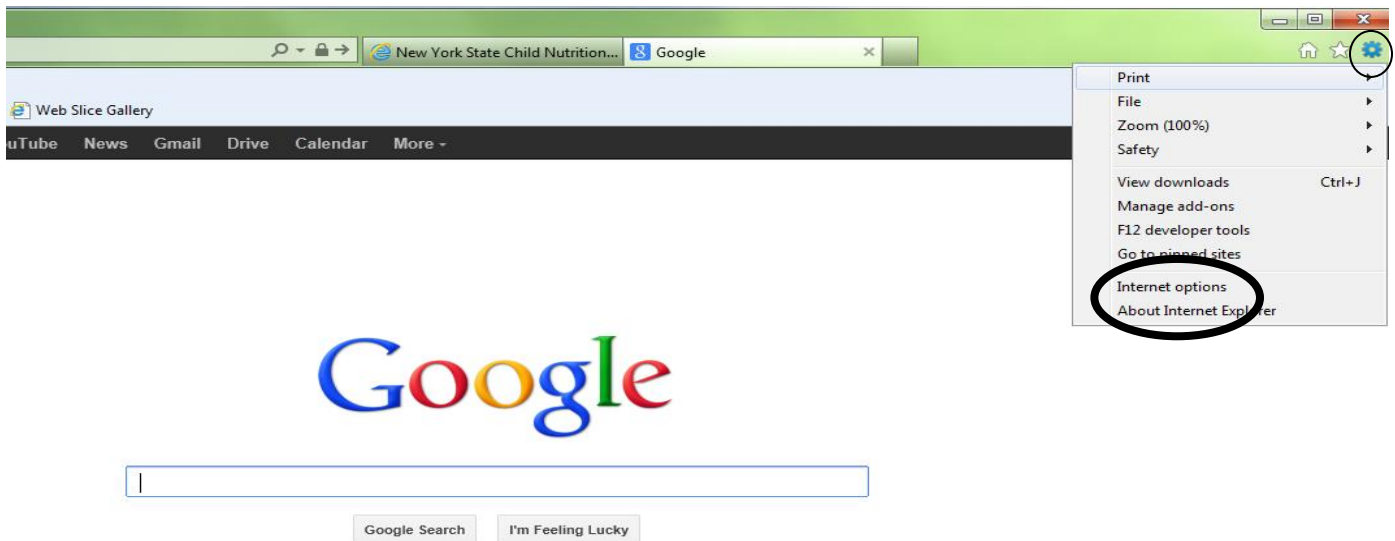 New York State Child Nutrition... Google
Web Slice Gallery
uTube News Gmail Drive Calendar More
Print
File
Zoom (100%)
Safety
View downloads Ctrl+J
Manage add-ons
F12 developer tools
Go to pinned sites
Internet options
About Internet Explorer
Google
Google Search I'm Feeling Lucky